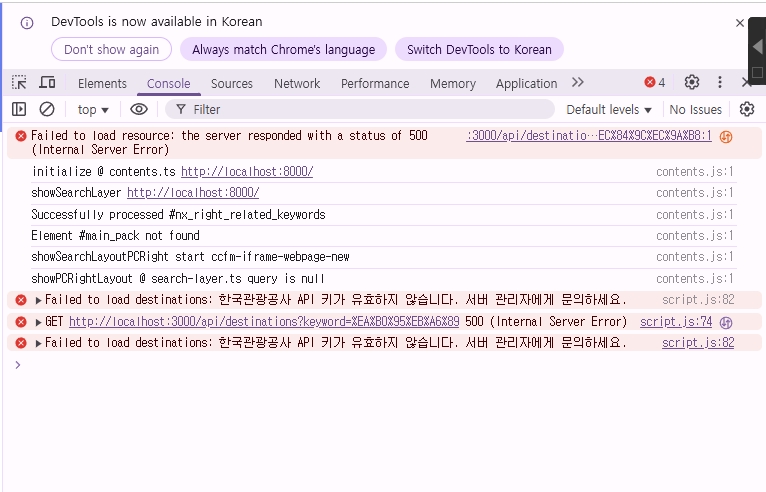 DevTools is now available in Korean
Don't show again
Always match Chrome's language
Switch DevTools to Korean
Elements
Console
Sources
Network
Performance
Memory
Application
4
top
Filter
Default levels
No Issues
Failed to load resource: the server responded with a status of 500 :3000/api/destinatio…EC%84%9C%EC%9A%B8:1
(Internal Server Error)
initialize @ contents.ts http://localhost:8000/ contents.js:1
showSearchLayer http://localhost:8000/ contents.js:1
Successfully processed #nx_right_related_keywords contents.js:1
Element #main_pack not found contents.js:1
showSearchLayoutPCRight start ccfm-iframe-webpage-new contents.js:1
showPCRightLayout @ search-layer.ts query is null contents.js:1
Failed to load destinations: 한국관광공사 API 키가 유효하지 않습니다. 서버 관리자에게 문의하세요. script.js:82
GET http://localhost:3000/api/destinations?keyword=%EA%B0%95%EB%A6%89 500 (Internal Server Error) script.js:74
Failed to load destinations: 한국관광공사 API 키가 유효하지 않습니다. 서버 관리자에게 문의하세요. script.js:82